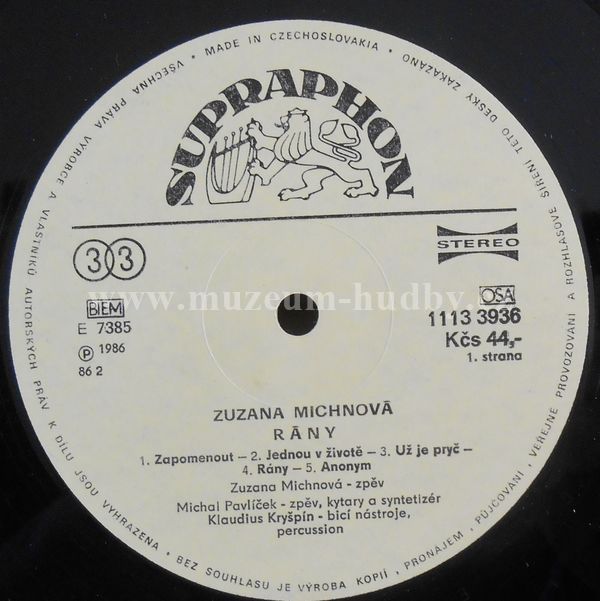 • MADE IN CZECHOSLOVAKIA •
VŠECHNA PRÁVA VÝROBCE A VLASTNÍKŮ AUTORSKÝCH PRÁV K DÍLU JSOU VYHRAZENA • BEZ SOUHLASU JE VÝROBA KOPIÍ, PRONÁJEM, PŮJČOVÁNÍ, VEŘEJNÉ PROVOZOVÁNÍ A ROZHLASOVÉ ŠÍŘENÍ TÉTO DESKY ZAKÁZÁNO
SUPRAPHON
33
STEREO
www.muzeum-hudby.
BIEM
OSA
E 7385
1113 3936
Ⓟ 1986
Kčs 44,-
86 2
1. strana
ZUZANA MICHNOVÁ
RÁNY
1. Zapomenout – 2. Jednou v životě – 3. Už je pryč –
4. Rány – 5. Anonym
Zuzana Michnová - zpěv
Michal Pavlíček - zpěv, kytary a syntetizér
Klaudius Kryšpín - bicí nástroje,
percussion